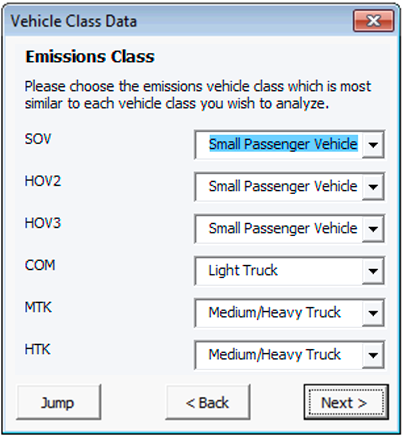 Vehicle Class Data
Emissions Class
Please choose the emissions vehicle class which is most
similar to each vehicle class you wish to analyze.
SOV Small Passenger Vehicle
HOV2 Small Passenger Vehicle
HOV3 Small Passenger Vehicle
COM Light Truck
MTK Medium/Heavy Truck
HTK Medium/Heavy Truck
Jump < Back Next >